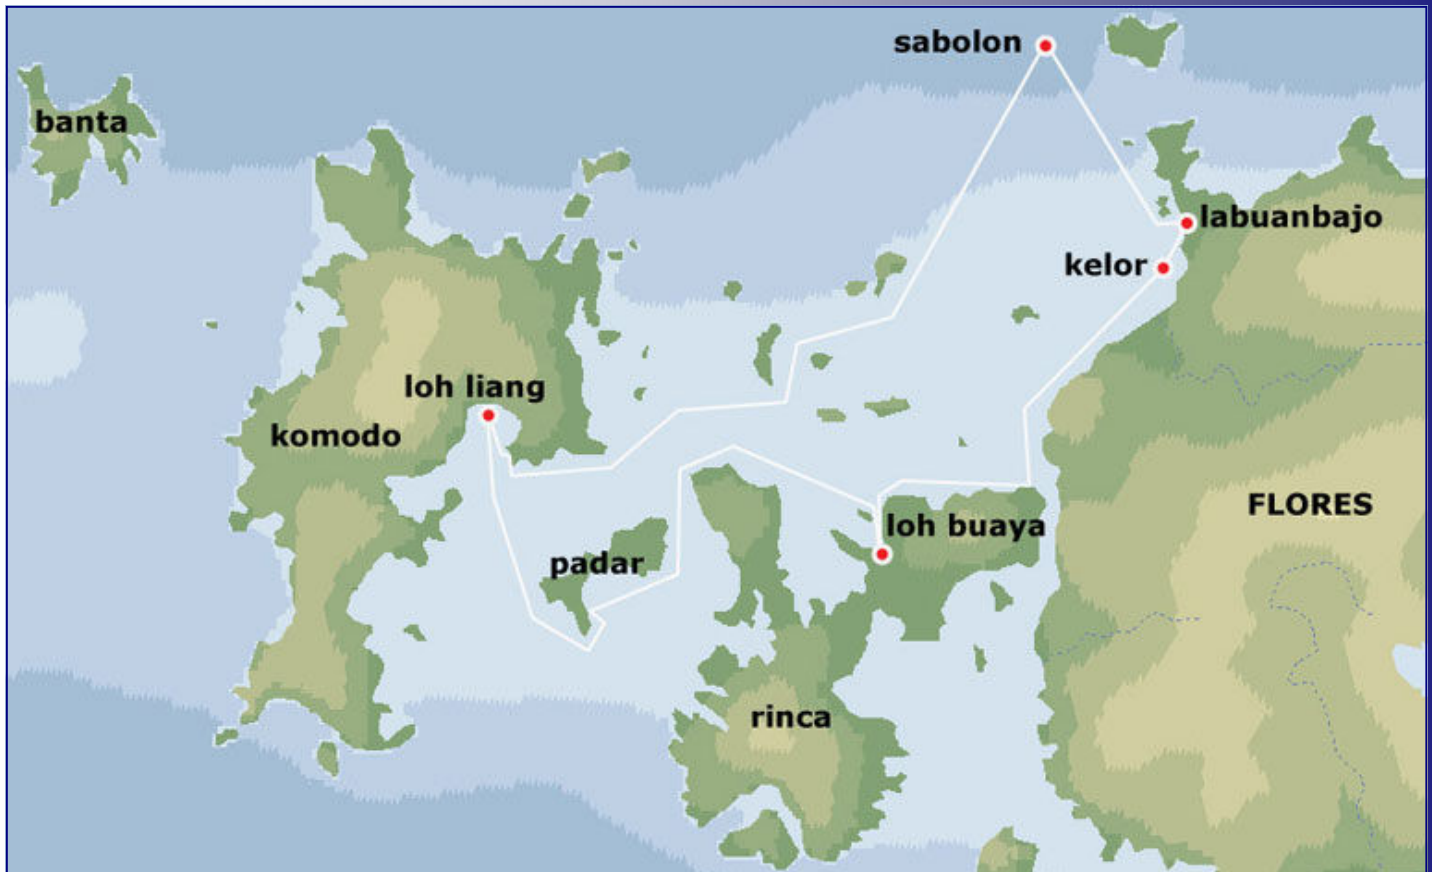 sabolon
banta
labuanbajo
kelor
loh liang
komodo
FLORES
loh buaya
padar
rinca